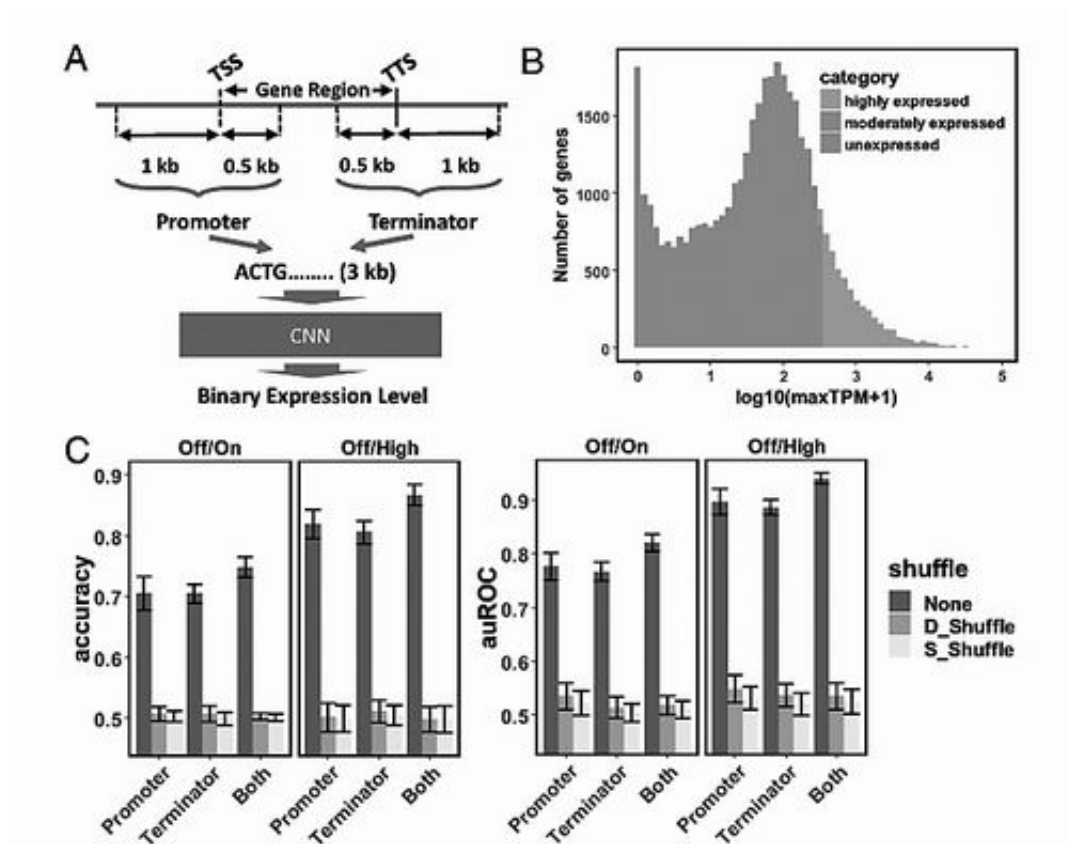 A
TSS
TTS
Gene Region
1 kb
0.5 kb
0.5 kb
1 kb
Promoter
Terminator
ACTG........ (3 kb)
CNN
Binary Expression Level
B
Number of genes
1500
1000
500
0
category
highly expressed
moderately expressed
unexpressed
0 1 2 3 4 5
log10(maxTPM+1)
C
Off/On
Off/High
accuracy
0.9
0.8
0.7
0.6
0.5
Promoter
Terminator
Both
Promoter
Terminator
Both
Off/On
Off/High
auROC
0.9
0.8
0.7
0.6
0.5
Promoter
Terminator
Both
Promoter
Terminator
Both
shuffle
None
D_Shuffle
S_Shuffle